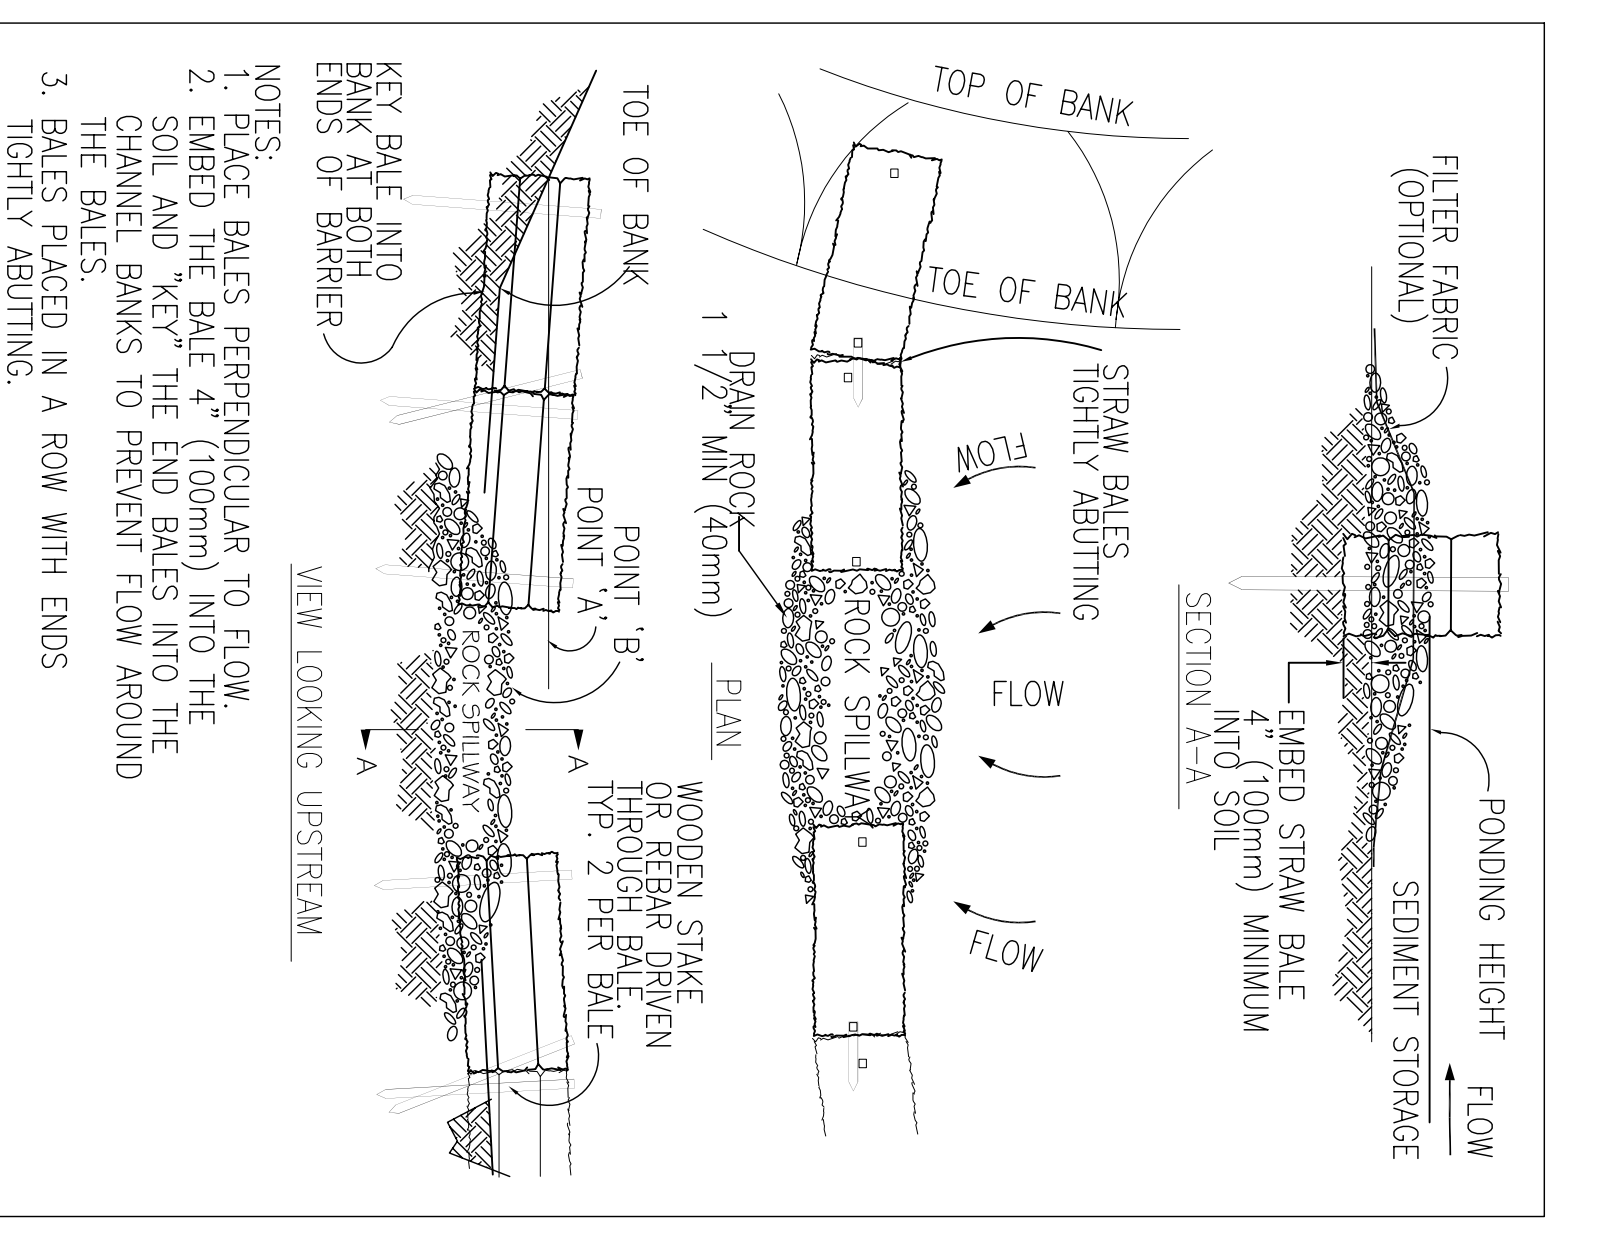 FILTER FABRIC
(OPTIONAL)
PONDING HEIGHT
FLOW
SEDIMENT STORAGE
EMBED STRAW BALE
4" (100mm) MINIMUM
INTO SOIL
SECTION A-A
TOP OF BANK
TOE OF BANK
STRAW BALES
TIGHTLY ABUTTING
FLOW
FLOW
FLOW
ROCK SPILLWAY
DRAIN ROCK
1 1/2" MIN (40mm)
PLAN
TOE OF BANK
POINT 'B'
POINT 'A'
WOODEN STAKE
OR REBAR DRIVEN
THROUGH BALE.
TYP. 2 PER BALE
A
A
ROCK SPILLWAY
KEY BALE INTO
BANK AT BOTH
ENDS OF BARRIER
VIEW LOOKING UPSTREAM
NOTES:
1. PLACE BALES PERPENDICULAR TO FLOW.
2. EMBED THE BALE 4" (100mm) INTO THE
SOIL AND "KEY" THE END BALES INTO THE
CHANNEL BANKS TO PREVENT FLOW AROUND
THE BALES.
3. BALES PLACED IN A ROW WITH ENDS
TIGHTLY ABUTTING.